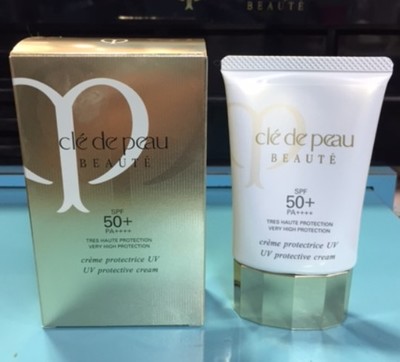 clé de peau
BEAUTÉ
SPF
50+
PA++++
TRES HAUTE PROTECTION
VERY HIGH PROTECTION
crème protectrice UV
UV protective cream
clé de peau
BEAUTÉ
SPF
50+
PA++++
TRES HAUTE PROTECTION
VERY HIGH PROTECTION
crème protectrice UV
UV protective cream